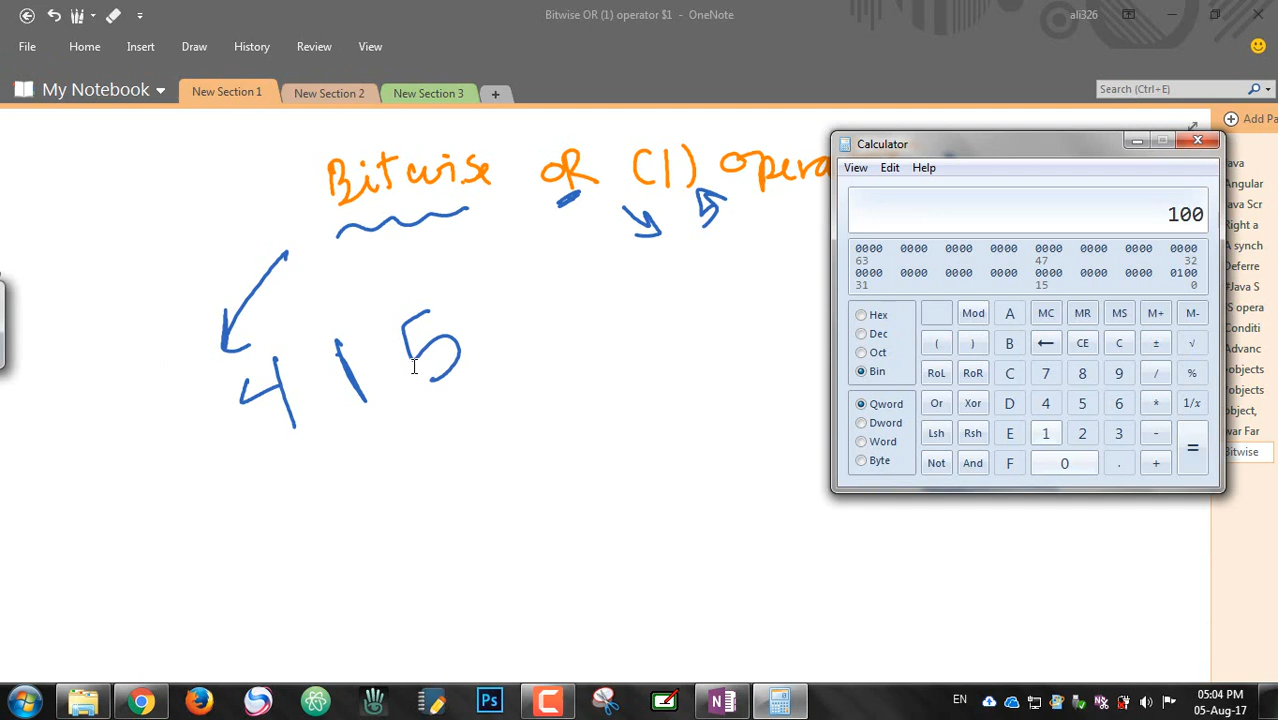 Bitwise OR (1) operator $1 - OneNote
ali326
File Home Insert Draw History Review View
My Notebook New Section 1 New Section 2 New Section 3 +
Search (Ctrl+E)
Add Pa
Bitwise OR (|) opera
4 | 5
Java
Angular
Java Scr
Right a
A synch
Deferre
#Java S
JS opera
Conditi
Advanc
objects
objects
object,
war Far
Bitwise
Calculator
View Edit Help
100
0000 0000 0000 0000 0000 0000 0000 0000
63 47 32
0000 0000 0000 0000 0000 0000 0000 0100
31 15 0
Hex Mod A MC MR MS M+ M-
Dec ( ) B ← CE C ± √
Oct
Bin RoL RoR C 7 8 9 / %
Qword Or Xor D 4 5 6 * 1/x
Dword
Word Lsh Rsh E 1 2 3 - =
Byte Not And F 0 . +
Ps
C
N
EN
05:04 PM
05-Aug-17